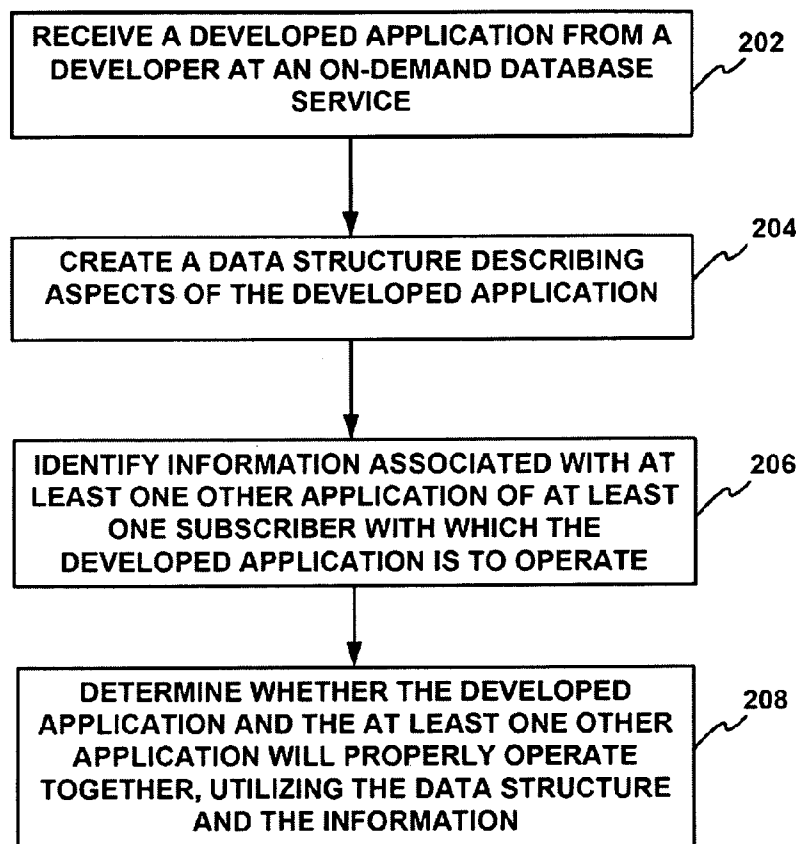 RECEIVE A DEVELOPED APPLICATION FROM A
DEVELOPER AT AN ON-DEMAND DATABASE
SERVICE
202
CREATE A DATA STRUCTURE DESCRIBING
ASPECTS OF THE DEVELOPED APPLICATION
204
IDENTIFY INFORMATION ASSOCIATED WITH AT
LEAST ONE OTHER APPLICATION OF AT LEAST
ONE SUBSCRIBER WITH WHICH THE
DEVELOPED APPLICATION IS TO OPERATE
206
DETERMINE WHETHER THE DEVELOPED
APPLICATION AND THE AT LEAST ONE OTHER
APPLICATION WILL PROPERLY OPERATE
TOGETHER, UTILIZING THE DATA STRUCTURE
AND THE INFORMATION
208